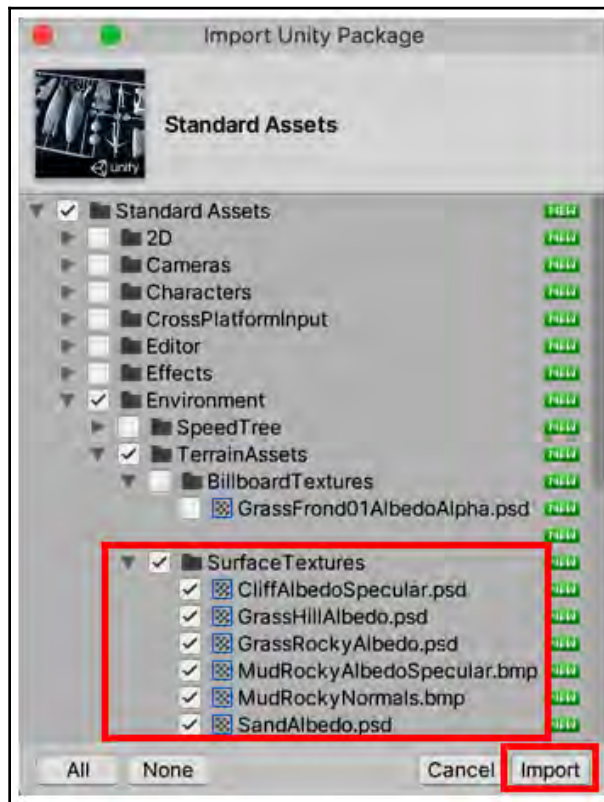 Import Unity Package
unity
Standard Assets
Standard Assets NEW
2D NEW
Cameras NEW
Characters NEW
CrossPlatformInput NEW
Editor NEW
Effects NEW
Environment NEW
SpeedTree NEW
TerrainAssets NEW
BillboardTextures NEW
GrassFrond01AlbedoAlpha.psd
NEW
SurfaceTextures NEW
CliffAlbedoSpecular.psd NEW
GrassHillAlbedo.psd NEW
GrassRockyAlbedo.psd NEW
MudRockyAlbedoSpecular.bmp NEW
MudRockyNormals.bmp NEW
SandAlbedo.psd NEW
All None Cancel Import